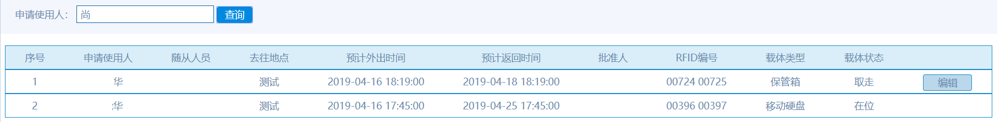 申请使用人： 尚 查询
序号 申请使用人 随从人员 去往地点 预计外出时间 预计返回时间 批准人 RFID编号 载体类型 载体状态
1 华 测试 2019-04-16 18:19:00 2019-04-18 18:19:00 00724 00725 保管箱 取走 编辑
2 华 测试 2019-04-16 17:45:00 2019-04-25 17:45:00 00396 00397 移动硬盘 在位